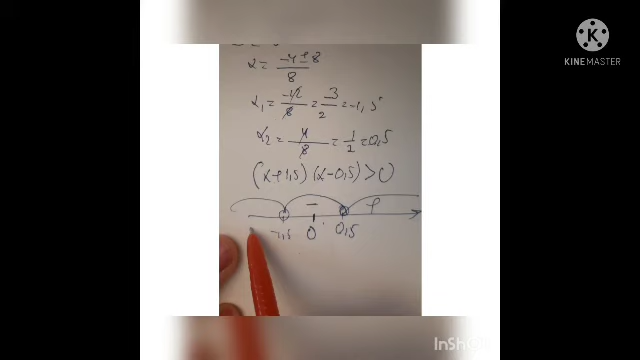 x = -4±8/8
x₁ = -12/8 = 3/2 = -1,5
x₂ = 4/8 = 1/2 = 0,5
(x+1,5)(x-0,5)>0
- +
-1,5 0 0,5
K
KINEMASTER
InSh